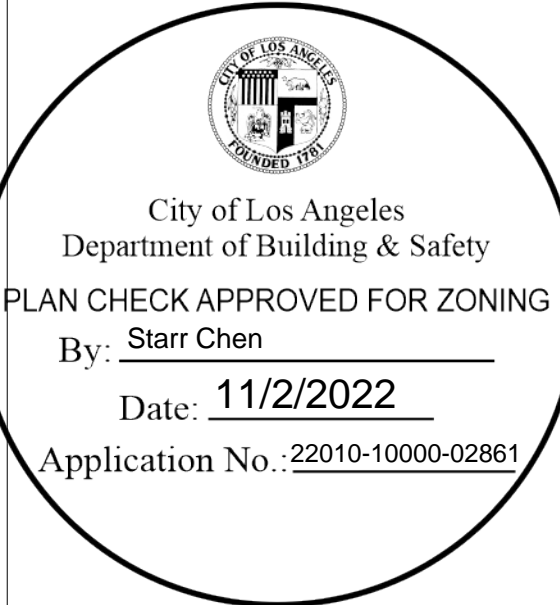 CITY OF LOS ANGELES
FOUNDED 1781
City of Los Angeles
Department of Building & Safety
PLAN CHECK APPROVED FOR ZONING
By: Starr Chen
Date: 11/2/2022
Application No.: 22010-10000-02861